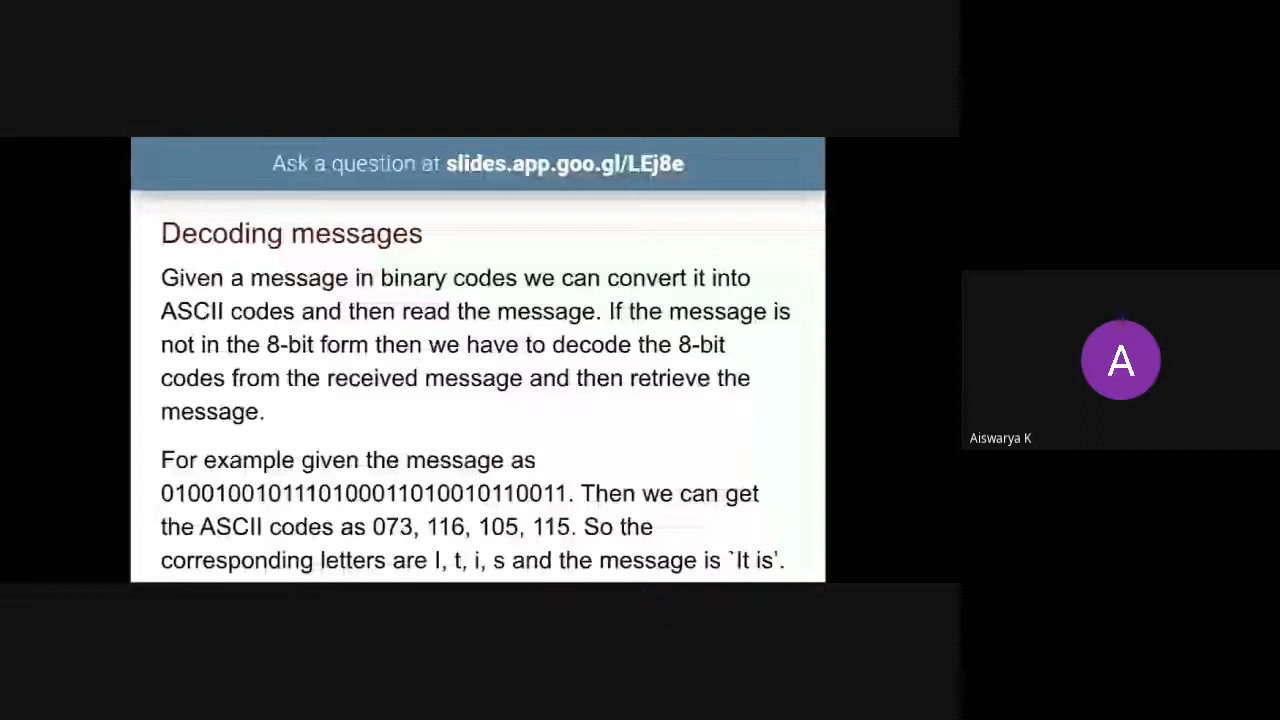 Ask a question at slides.app.goo.gl/LEj8e
Decoding messages
Given a message in binary codes we can convert it into
ASCII codes and then read the message. If the message is
not in the 8-bit form then we have to decode the 8-bit
codes from the received message and then retrieve the
message.
For example given the message as
0100100101110100011010010110011. Then we can get
the ASCII codes as 073, 116, 105, 115. So the
corresponding letters are I, t, i, s and the message is `It is'.
A
Aiswarya K